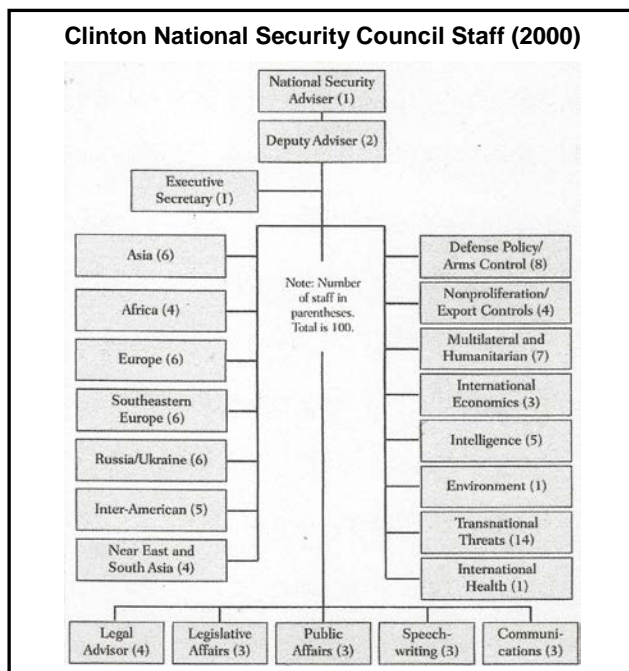 Clinton National Security Council Staff (2000)
National Security
Adviser (1)
Deputy Adviser (2)
Executive
Secretary (1)
Asia (6)
Africa (4)
Europe (6)
Southeastern
Europe (6)
Russia/Ukraine (6)
Inter-American (5)
Near East and
South Asia (4)
Note: Number
of staff in
parentheses.
Total is 100.
Defense Policy/
Arms Control (8)
Nonproliferation/
Export Controls (4)
Multilateral and
Humanitarian (7)
International
Economics (3)
Intelligence (5)
Environment (1)
Transnational
Threats (14)
International
Health (1)
Legal
Advisor (4)
Legislative
Affairs (3)
Public
Affairs (3)
Speech-
writing (3)
Communi-
cations (3)